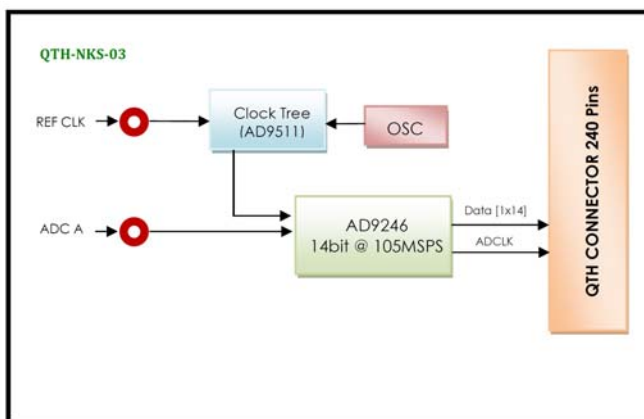 QTH-NKS-03
REF CLK
Clock Tree
(AD9511)
OSC
ADC A
AD9246
14bit @ 105MSPS
Data [1x14]
ADCLK
QTH CONNECTOR 240 Pins